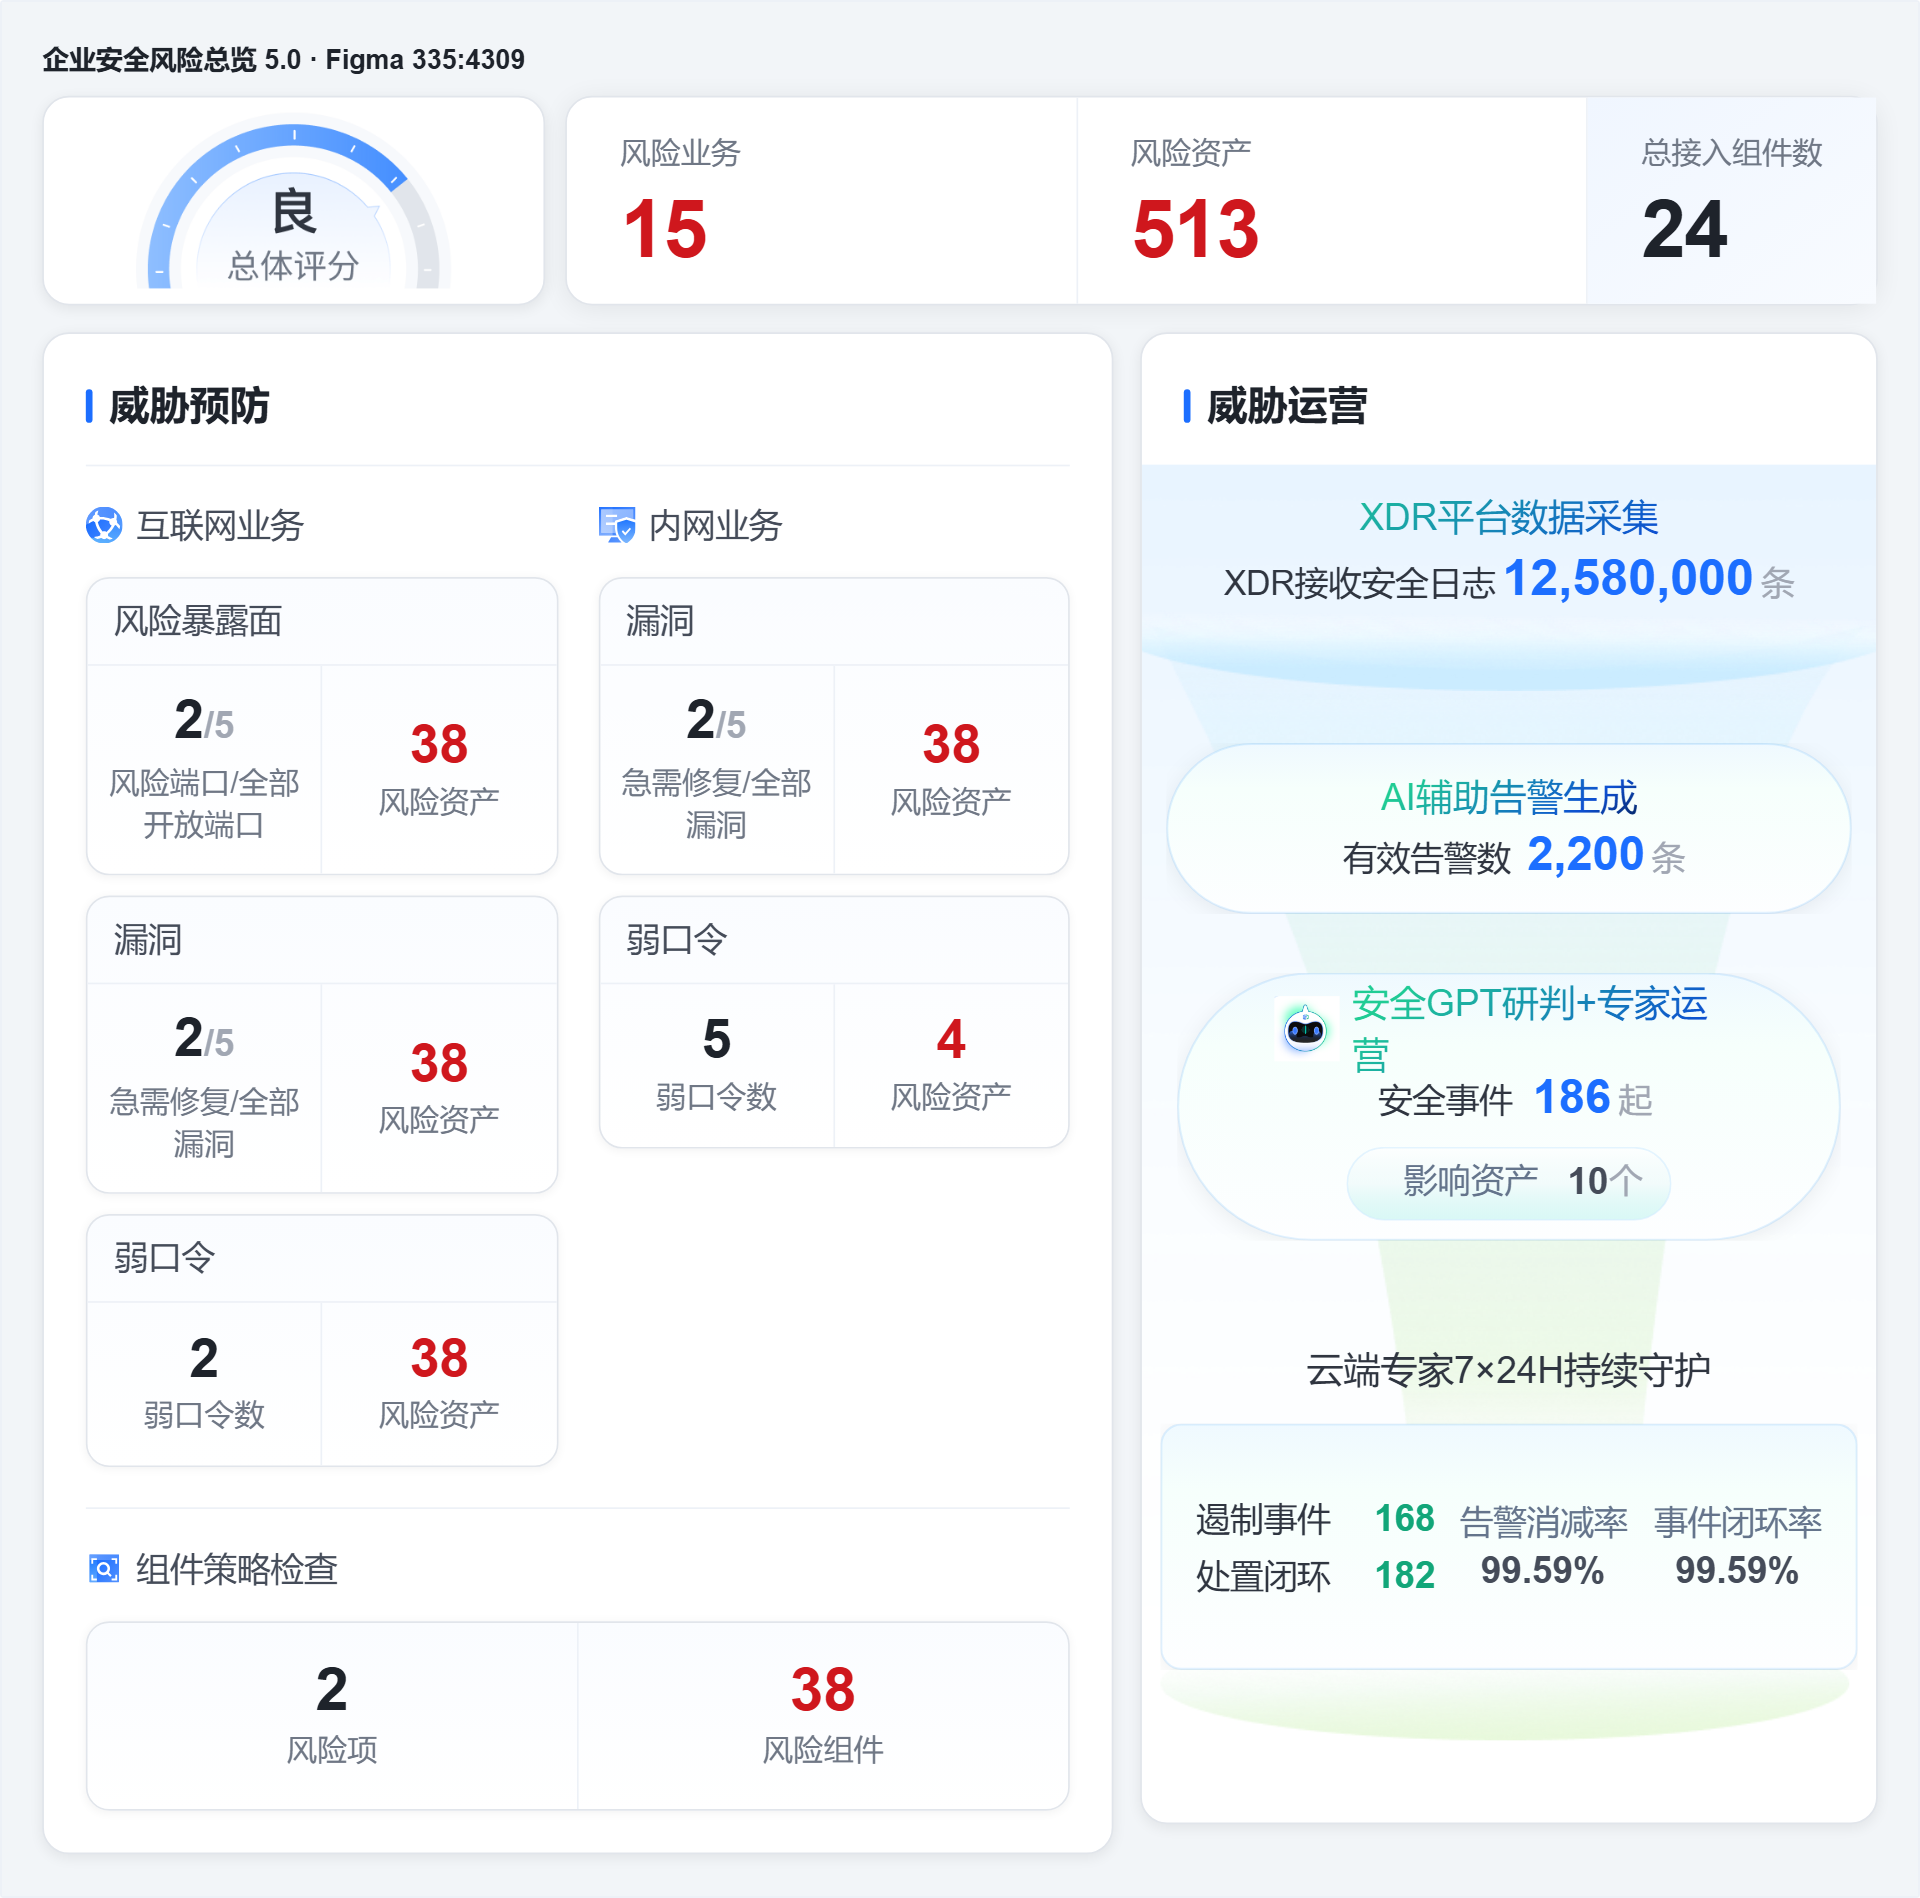 企业安全风险总览 5.0 · Figma 335:4309
良
总体评分
风险业务
15
风险资产
513
总接入组件数
24
威胁预防
互联网业务
风险暴露面
2/5
风险端口/全部
开放端口
38
风险资产
漏洞
2/5
急需修复/全部
漏洞
38
风险资产
弱口令
2
弱口令数
38
风险资产
内网业务
漏洞
2/5
急需修复/全部
漏洞
38
风险资产
弱口令
5
弱口令数
4
风险资产
组件策略检查
2
风险项
38
风险组件
威胁运营
XDR平台数据采集
XDR接收安全日志 12,580,000 条
AI辅助告警生成
有效告警数 2,200 条
安全GPT研判+专家运
营
安全事件 186 起
影响资产 10个
云端专家7×24H持续守护
遏制事件 168
处置闭环 182
告警消减率
99.59%
事件闭环率
99.59%